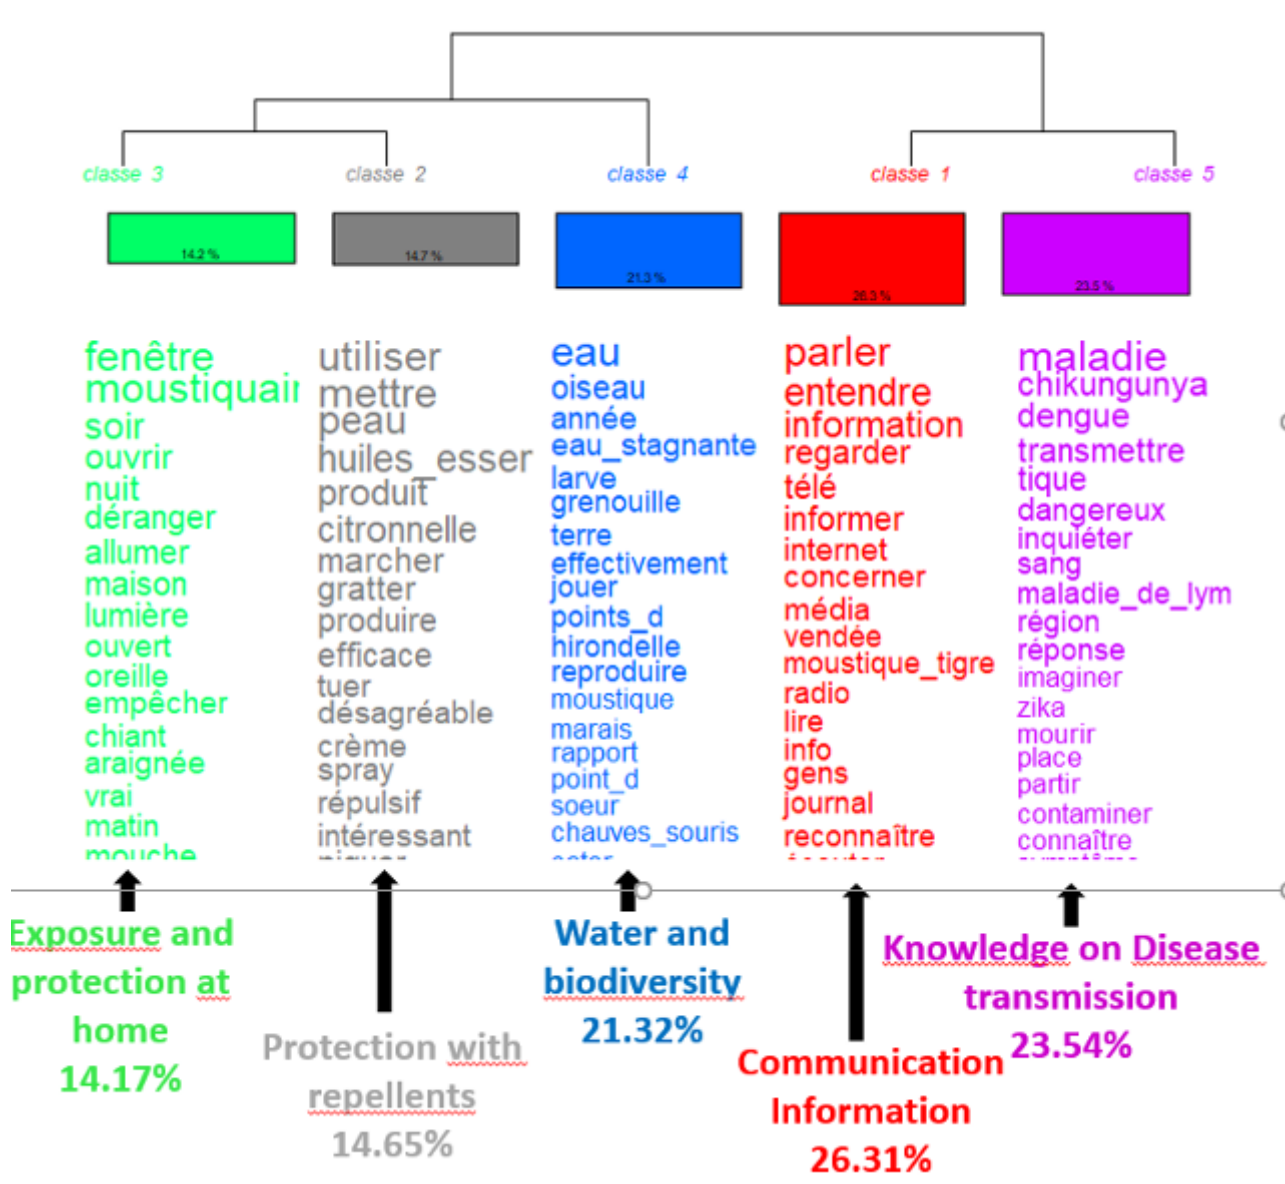 classe 3
classe 2
classe 4
classe 1
classe 5
14.2 %
14.7 %
21.3 %
26.3 %
23.5 %
fenêtre
moustiquair
soir
ouvrir
nuit
déranger
allumer
maison
lumière
ouvert
oreille
empêcher
chiant
araignée
vrai
matin
mouche
utiliser
mettre
peau
huiles_esser
produit
citronnelle
marcher
gratter
produire
efficace
tuer
désagréable
crème
spray
répulsif
intéressant
eau
oiseau
année
eau_stagnante
larve
grenouille
terre
effectivement
jouer
points_d
hirondelle
reproduire
moustique
marais
rapport
point_d
soeur
chauves_souris
parler
entendre
information
regarder
télé
informer
internet
concerner
média
vendée
moustique_tigre
radio
lire
info
gens
journal
reconnaître
maladie
chikungunya
dengue
transmettre
tique
dangereux
inquiéter
sang
maladie_de_lym
région
réponse
imaginer
zika
mourir
place
partir
contaminer
connaître
Exposure and
protection at
home
14.17%
Protection with
repellents
14.65%
Water and
biodiversity
21.32%
Communication
Information
26.31%
Knowledge on Disease
transmission
23.54%